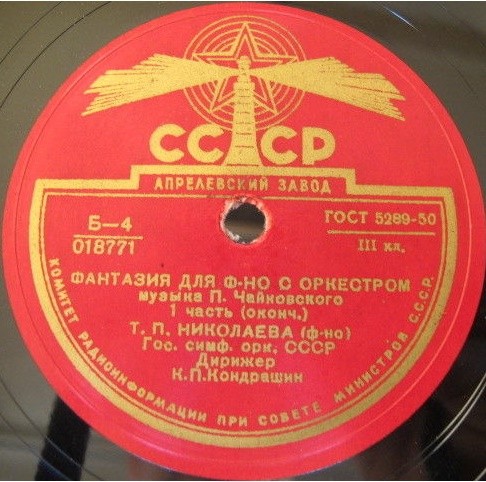 СССР
АПРЕЛЕВСКИЙ ЗАВОД
Б—4
018771
ГОСТ 5289-50
III кл.
ФАНТАЗИЯ ДЛЯ Ф-НО С ОРКЕСТРОМ
музыка П. Чайковского
1 часть (оконч.)
Т. П. НИКОЛАЕВА (ф-но)
Гос. симф. орк. СССР
Дирижер
К.П.Кондрашин
КОМИТЕТ РАДИОИНФОРМАЦИИ ПРИ СОВЕТЕ МИНИСТРОВ С.С.С.Р.